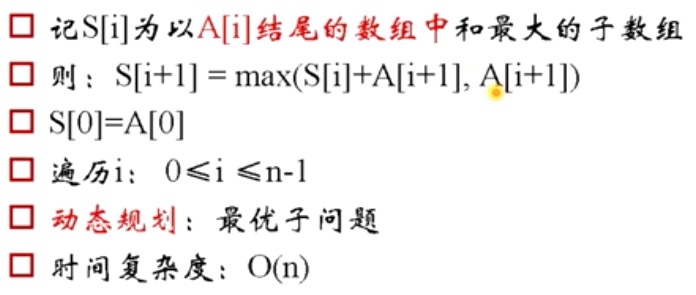 记S[i]为以A[i]结尾的数组中和最大的子数组
则：S[i+1] = max(S[i]+A[i+1], A[i+1])
S[0]=A[0]
遍历i： 0≤i≤n-1
动态规划：最优子问题
时间复杂度：O(n)